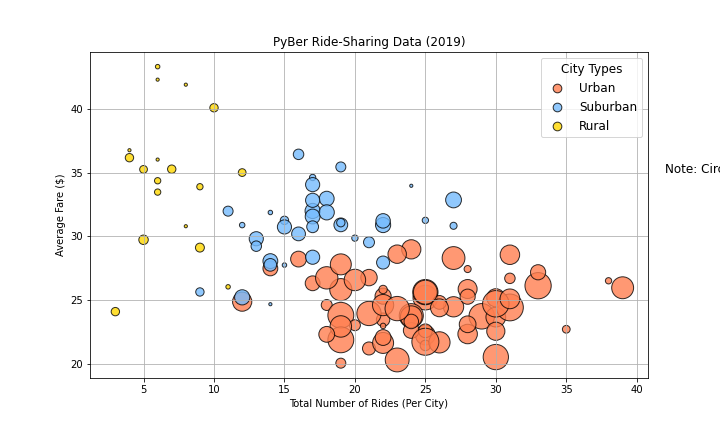 PyBer Ride-Sharing Data (2019)
City Types
Urban
Suburban
Rural
Note: Circ
Average Fare ($)
40
35
30
25
20
5 10 15 20 25 30 35 40
Total Number of Rides (Per City)